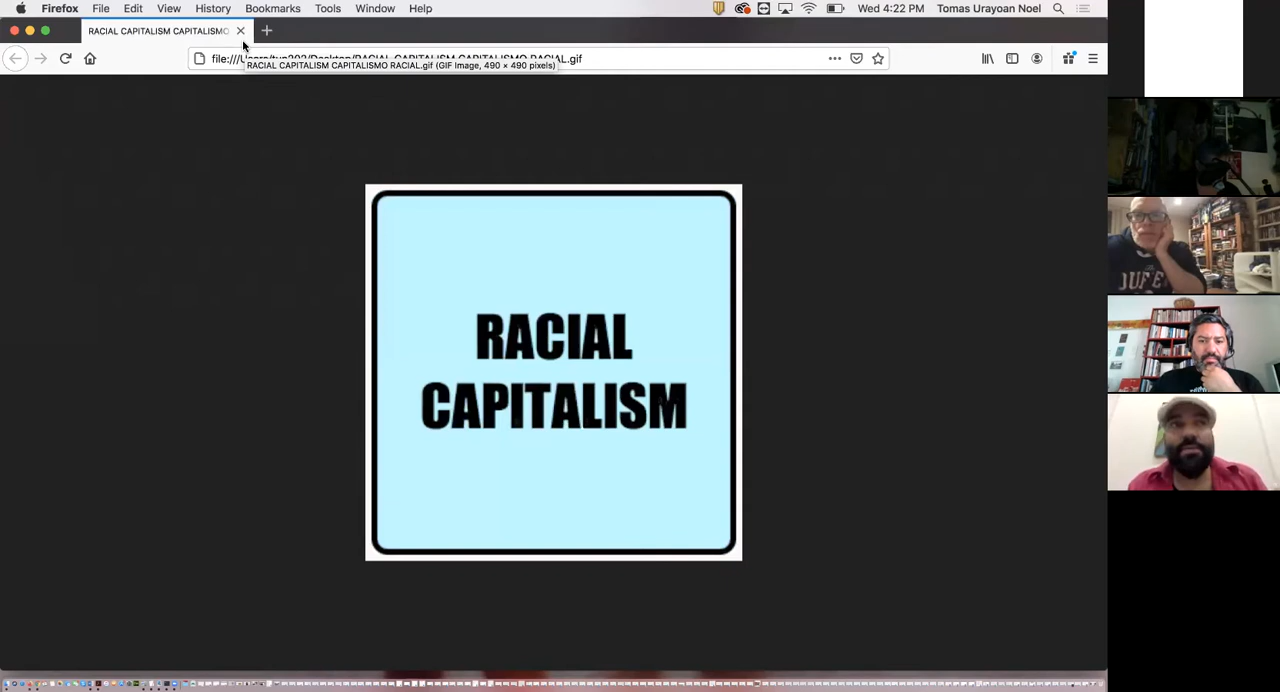 Firefox File Edit View History Bookmarks Tools Window Help Wed 4:22 PM Tomas Urayoan Noel
RACIAL CAPITALISM CAPITALISMO
RACIAL CAPITALISM CAPITALISMO RACIAL.gif (GIF Image, 490 × 490 pixels)
RACIAL
CAPITALISM